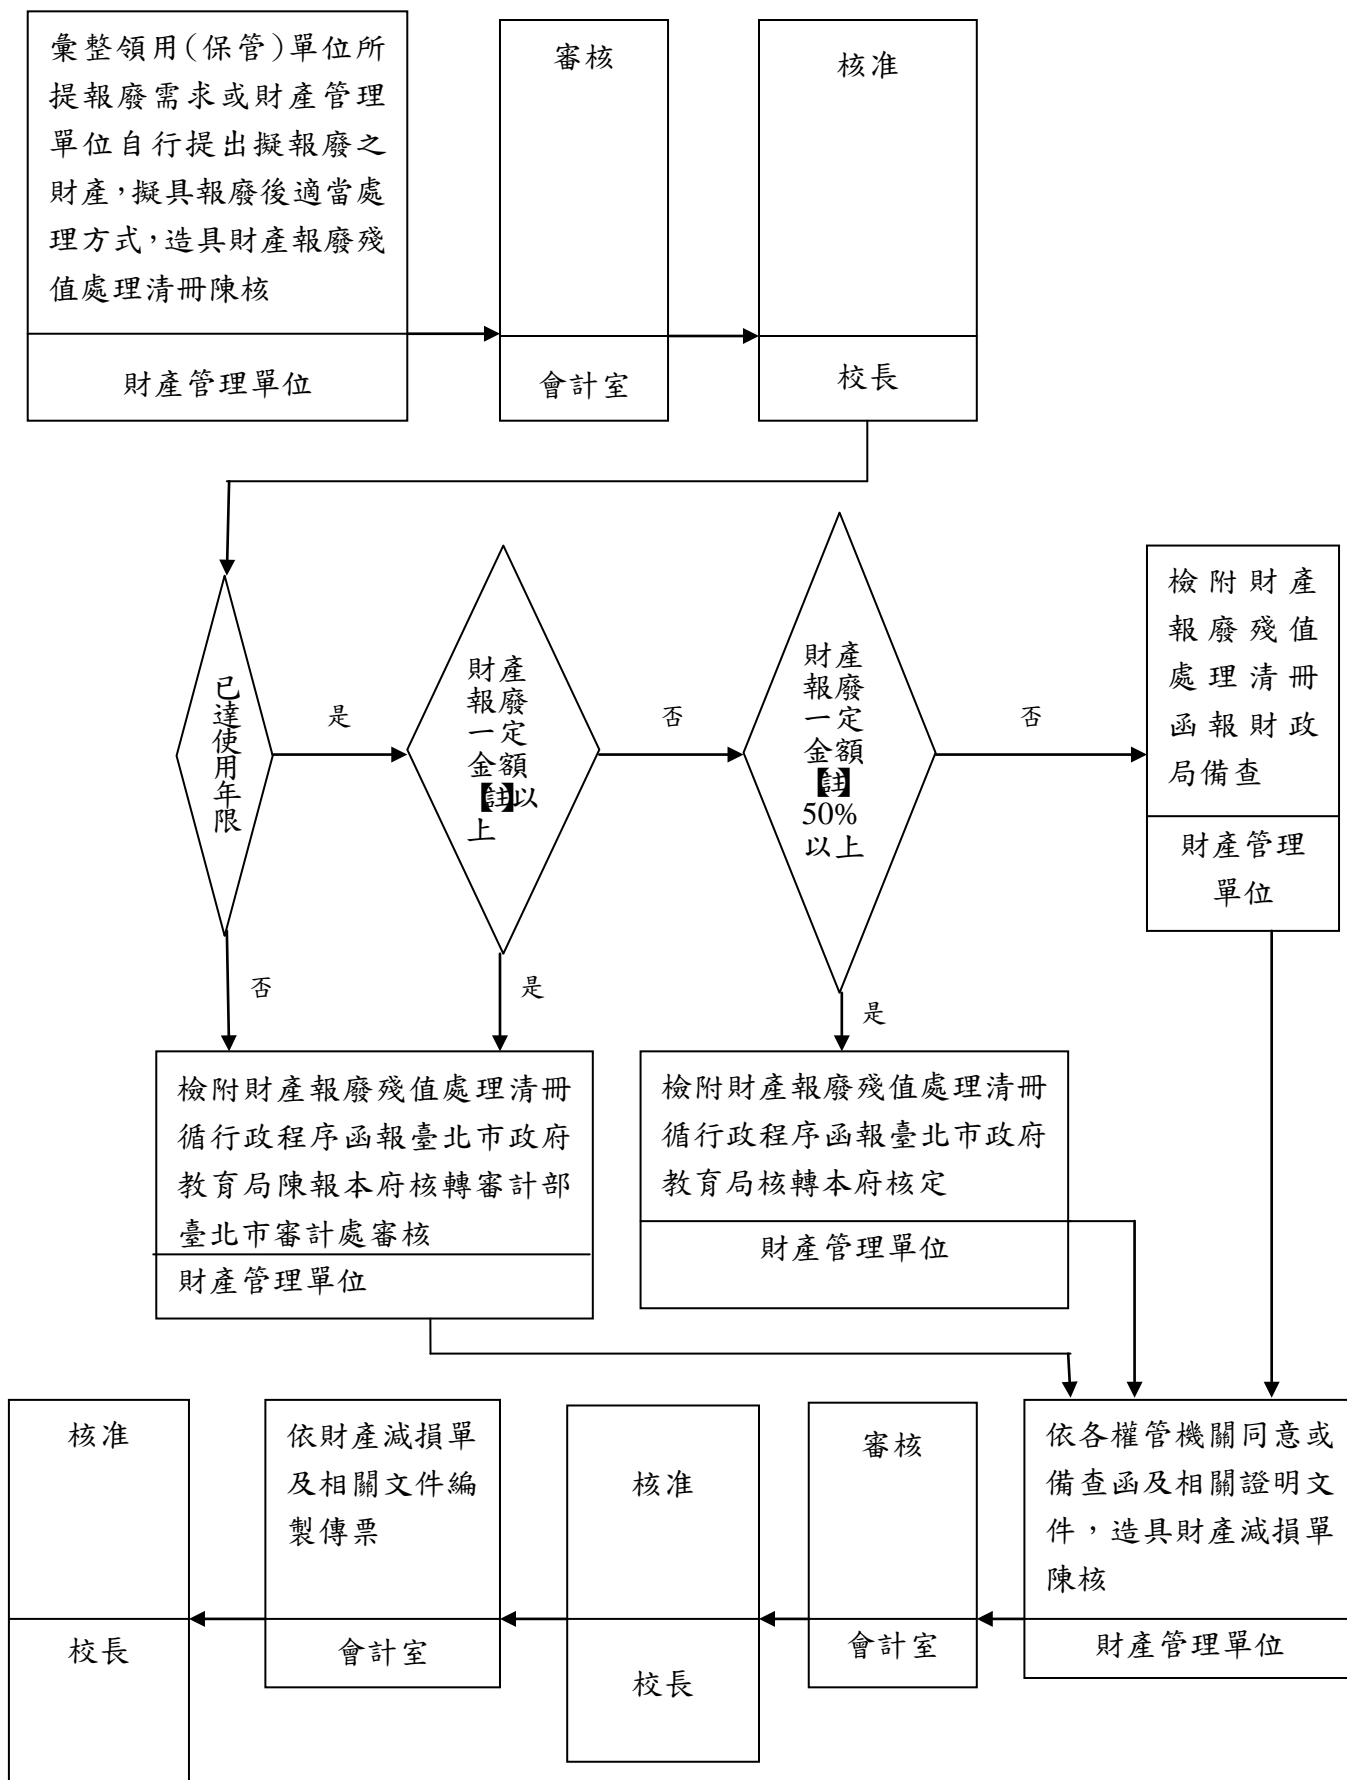 彙整領用(保管)單位所
提報廢需求或財產管理
單位自行提出擬報廢之
財產，擬具報廢後適當處
理方式，造具財產報廢殘
值處理清冊陳核
財產管理單位
審核
會計室
核准
校長
已達使用年限
是
否
財產
報廢
一定
金額
【註】以
上
否
是
財產
報廢
一定
金額
【註】
50%
以上
否
是
檢附財產
報廢殘值
處理清冊
函報財政
局備查
財產管理
單位
檢附財產報廢殘值處理清冊
循行政程序函報臺北市政府
教育局陳報本府核轉審計部
臺北市審計處審核
財產管理單位
檢附財產報廢殘值處理清冊
循行政程序函報臺北市政府
教育局核轉本府核定
財產管理單位
依各權管機關同意或
備查函及相關證明文
件，造具財產減損單
陳核
財產管理單位
審核
會計室
核准
校長
依財產減損單
及相關文件編
製傳票
會計室
核准
校長